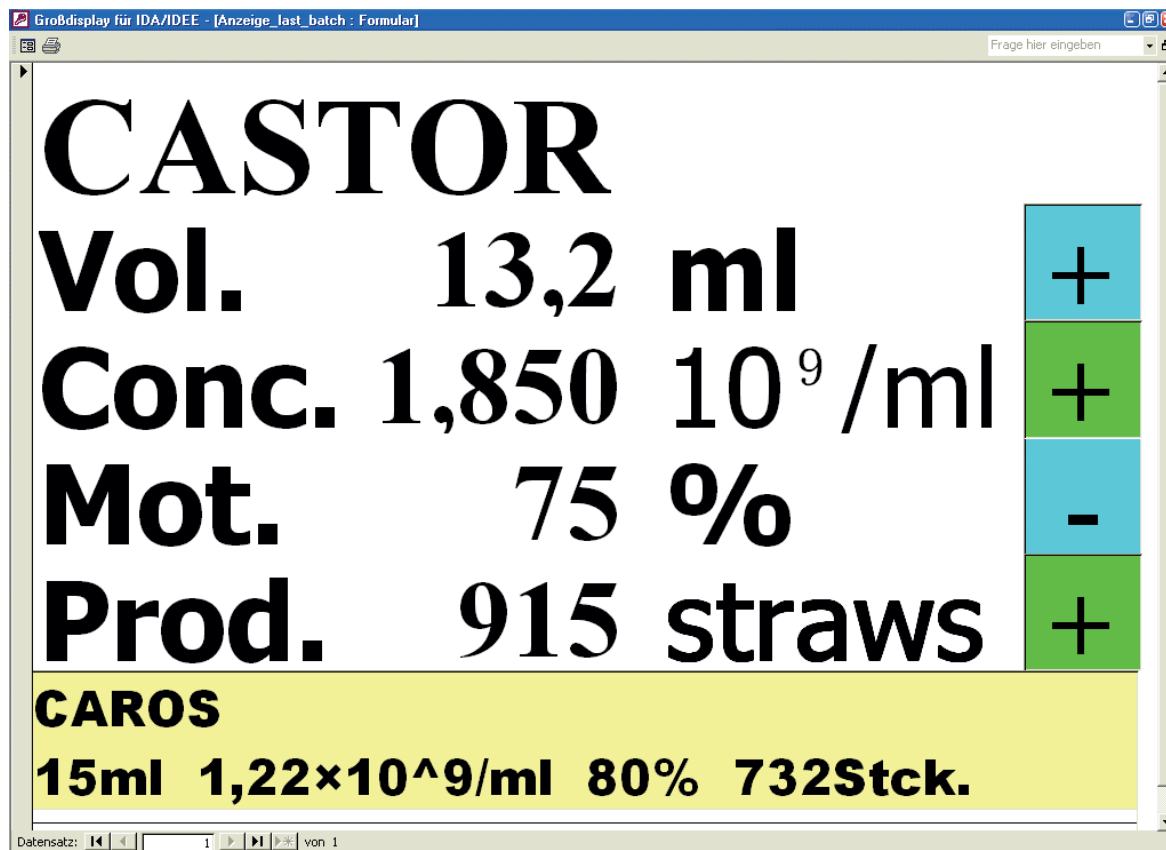 Großdisplay für IDA/IDEE - [Anzeige_last_batch : Formular]
Frage hier eingeben
CASTOR
Vol. 13,2 ml +
Conc. 1,850 10⁹/ml +
Mot. 75 % -
Prod. 915 straws +
CAROS
15ml 1,22×10^9/ml 80% 732Stck.
Datensatz: 1 von 1